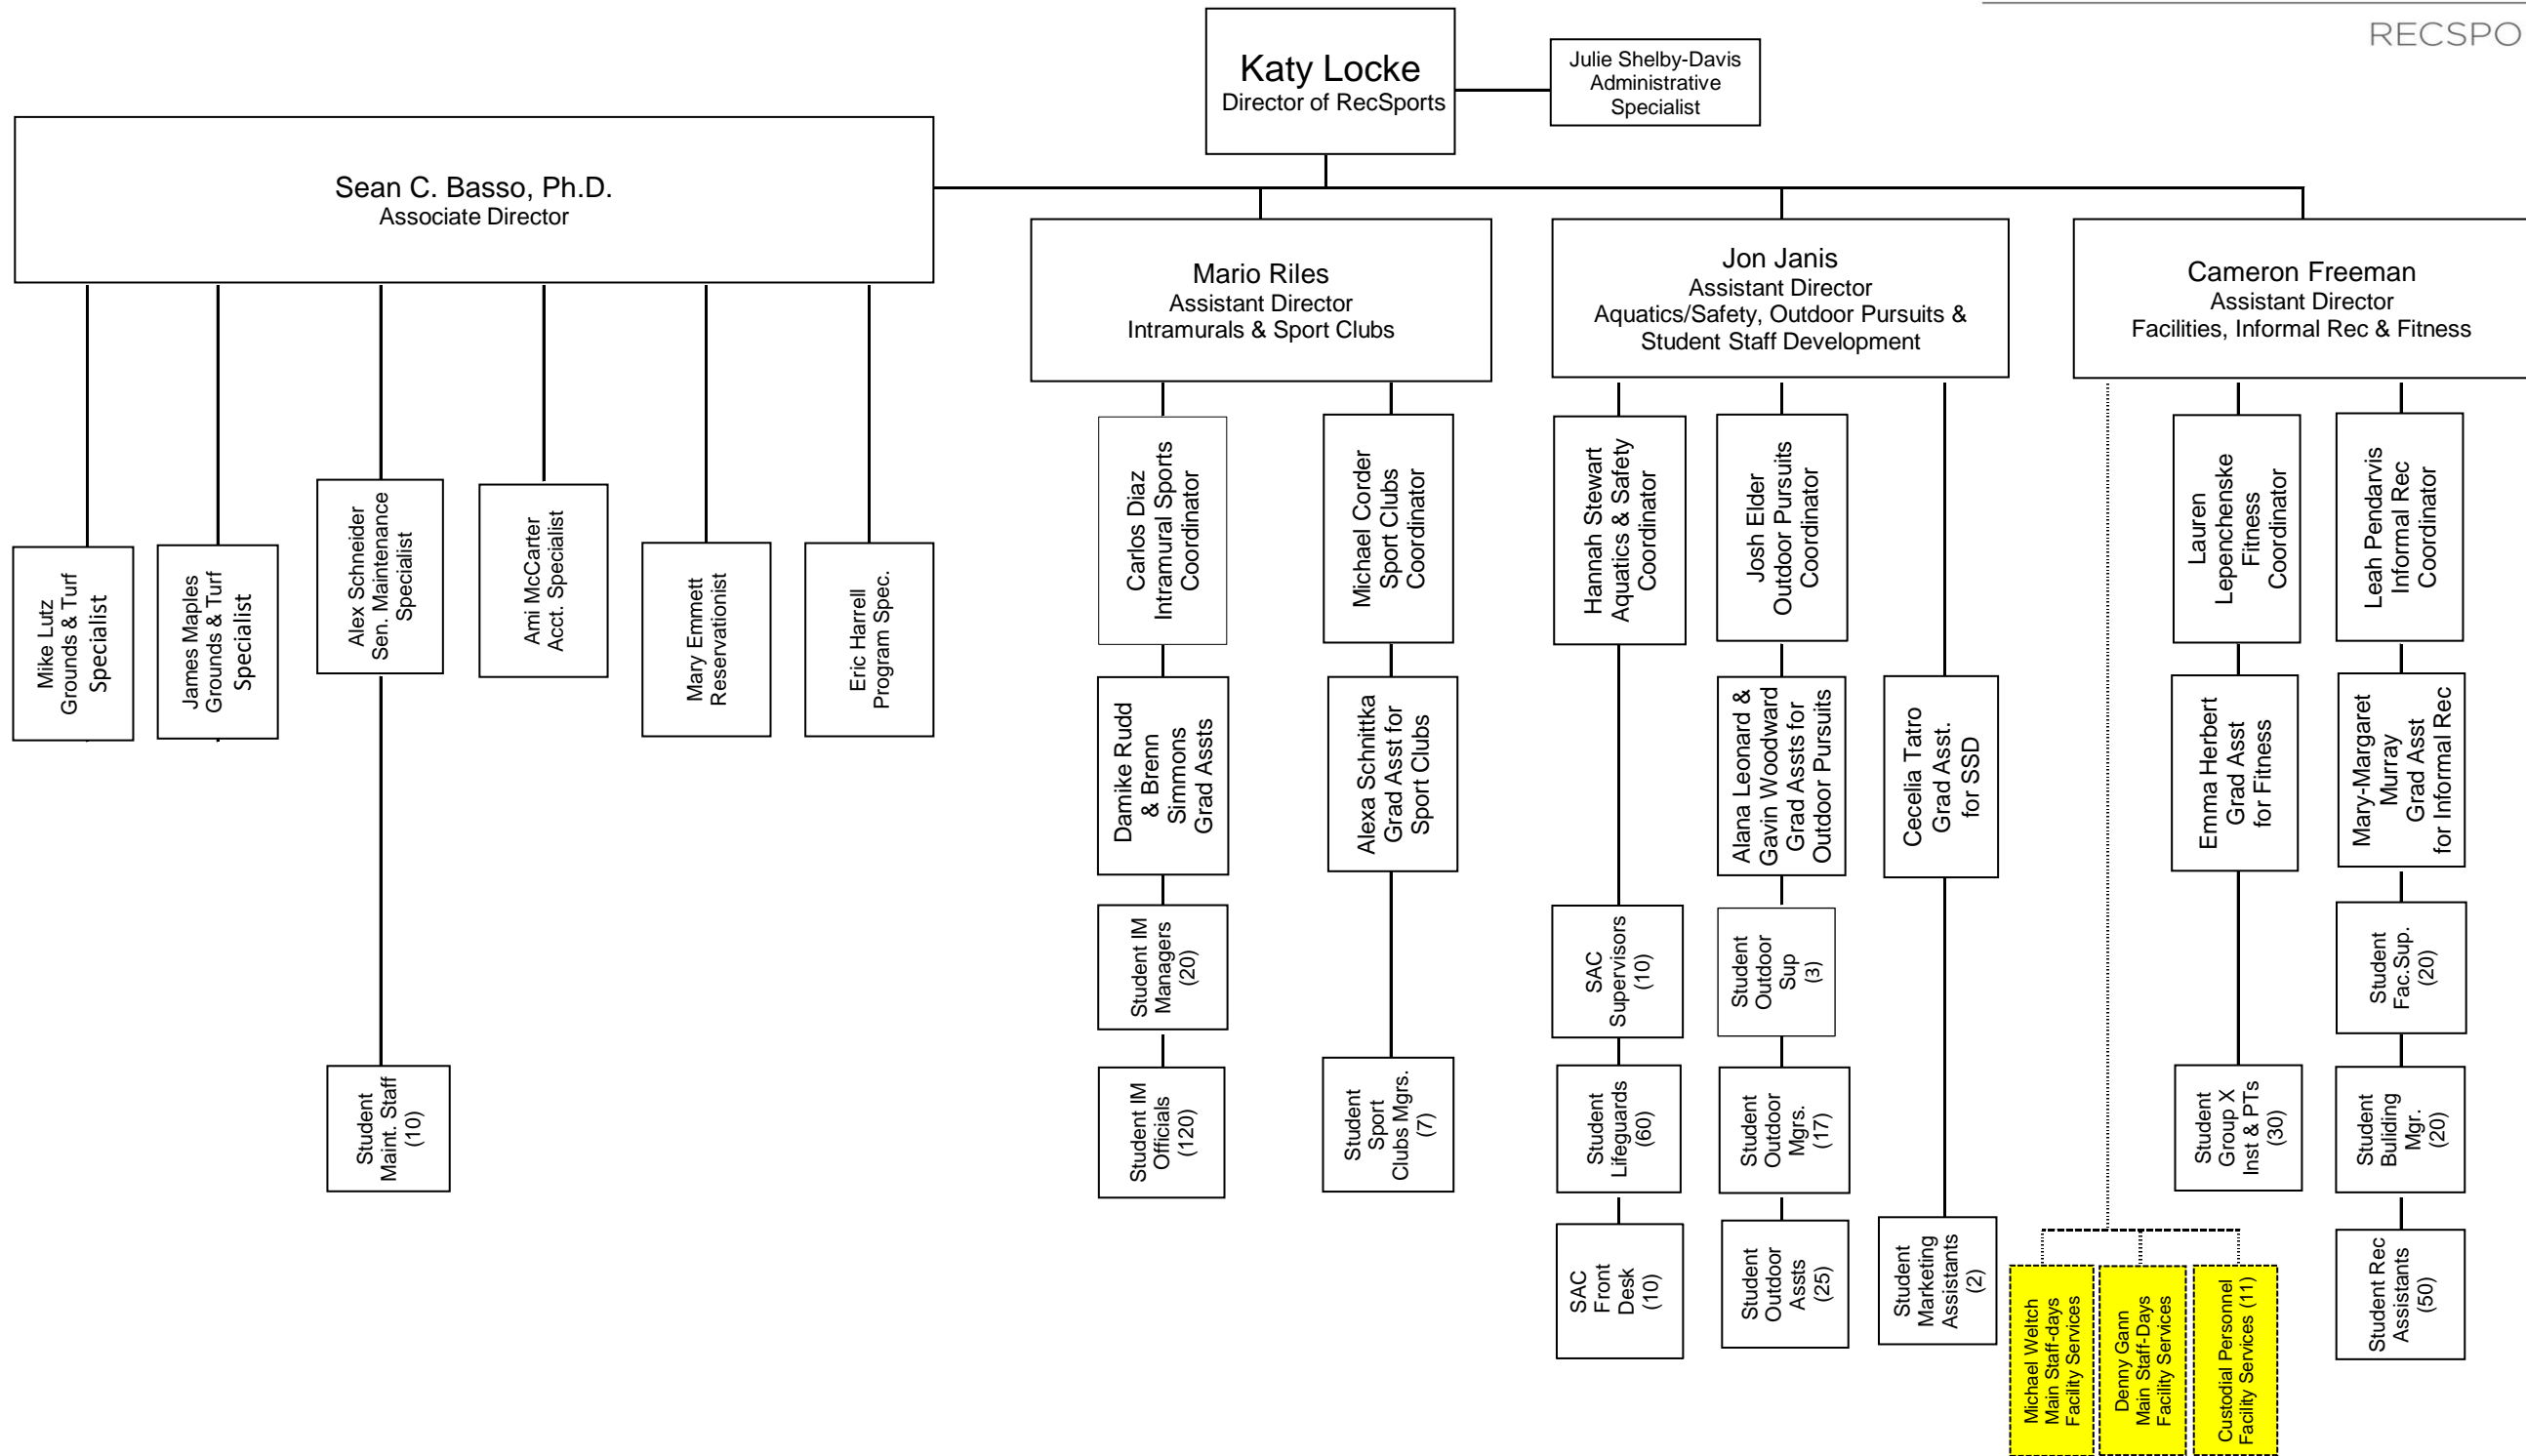 RECSPO
Katy Locke
Director of RecSports
Julie Shelby-Davis
Administrative
Specialist
Sean C. Basso, Ph.D.
Associate Director
Mario Riles
Assistant Director
Intramurals & Sport Clubs
Jon Janis
Assistant Director
Aquatics/Safety, Outdoor Pursuits &
Student Staff Development
Cameron Freeman
Assistant Director
Facilities, Informal Rec & Fitness
Mike Lutz
Grounds & Turf
Specialist
James Maples
Grounds & Turf
Specialist
Alex Schneider
Sen. Maintenance
Specialist
Ami McCarter
Acct. Specialist
Mary Emmett
Reservationist
Eric Harrell
Program Spec.
Carlos Diaz
Intramural Sports
Coordinator
Michael Corder
Sport Clubs
Coordinator
Hannah Stewart
Aquatics & Safety
Coordinator
Josh Elder
Outdoor Pursuits
Coordinator
Lauren
Lepenchenske
Fitness
Coordinator
Leah Pendarvis
Informal Rec
Coordinator
Damike Rudd
& Brenn
Simmons
Grad Assts
Alexa Schnittka
Grad Asst for
Sport Clubs
Alana Leonard &
Gavin Woodward
Grad Assts for
Outdoor Pursuits
Cecelia Tatro
Grad Asst.
for SSD
Emma Herbert
Grad Asst
for Fitness
Mary-Margaret
Murray
Grad Asst
for Informal Rec
Student IM
Managers
(20)
SAC
Supervisors
(10)
Student
Outdoor
Sup
(3)
Student
Fac.Sup.
(20)
Student
Maint. Staff
(10)
Student IM
Officials
(120)
Student
Sport
Clubs Mgrs.
(7)
Student
Lifeguards
(60)
Student
Outdoor
Mgrs.
(17)
Student
Group X
Inst & PTs
(30)
Student
Buliding
Mgr.
(20)
SAC
Front
Desk
(10)
Student
Outdoor
Assts
(25)
Student
Marketing
Assistants
(2)
Michael Weltch
Main Staff-days
Facility Services
Denny Gann
Main Staff-Days
Facility Services
Custodial Personnel
Facility Services (11)
Student Rec
Assistants
(50)